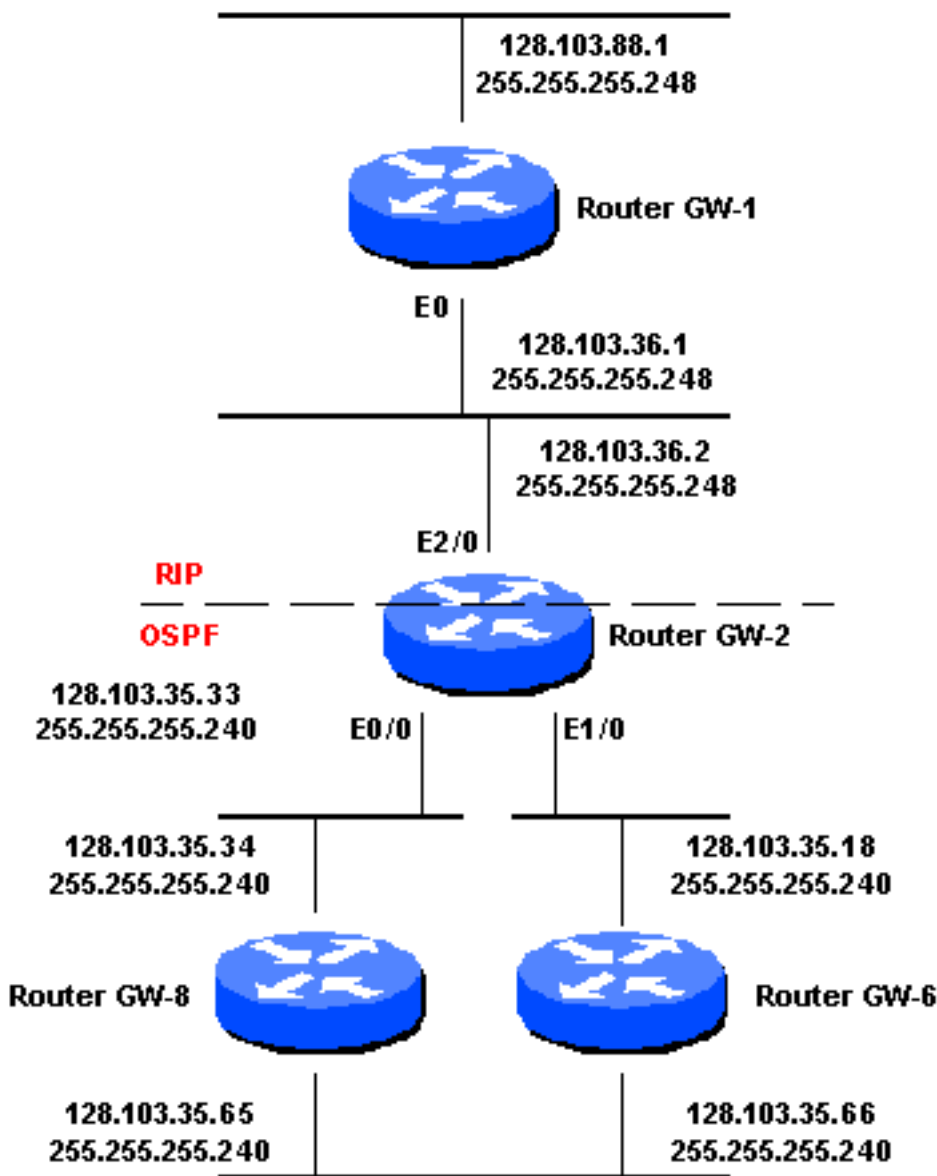 128.103.88.1
255.255.255.248
Router GW-1
E0
128.103.36.1
255.255.255.248
128.103.36.2
255.255.255.248
E2/0
RIP
OSPF
Router GW-2
128.103.35.33
255.255.255.240
E0/0
E1/0
128.103.35.34
255.255.255.240
128.103.35.18
255.255.255.240
Router GW-8
Router GW-6
128.103.35.65
255.255.255.240
128.103.35.66
255.255.255.240